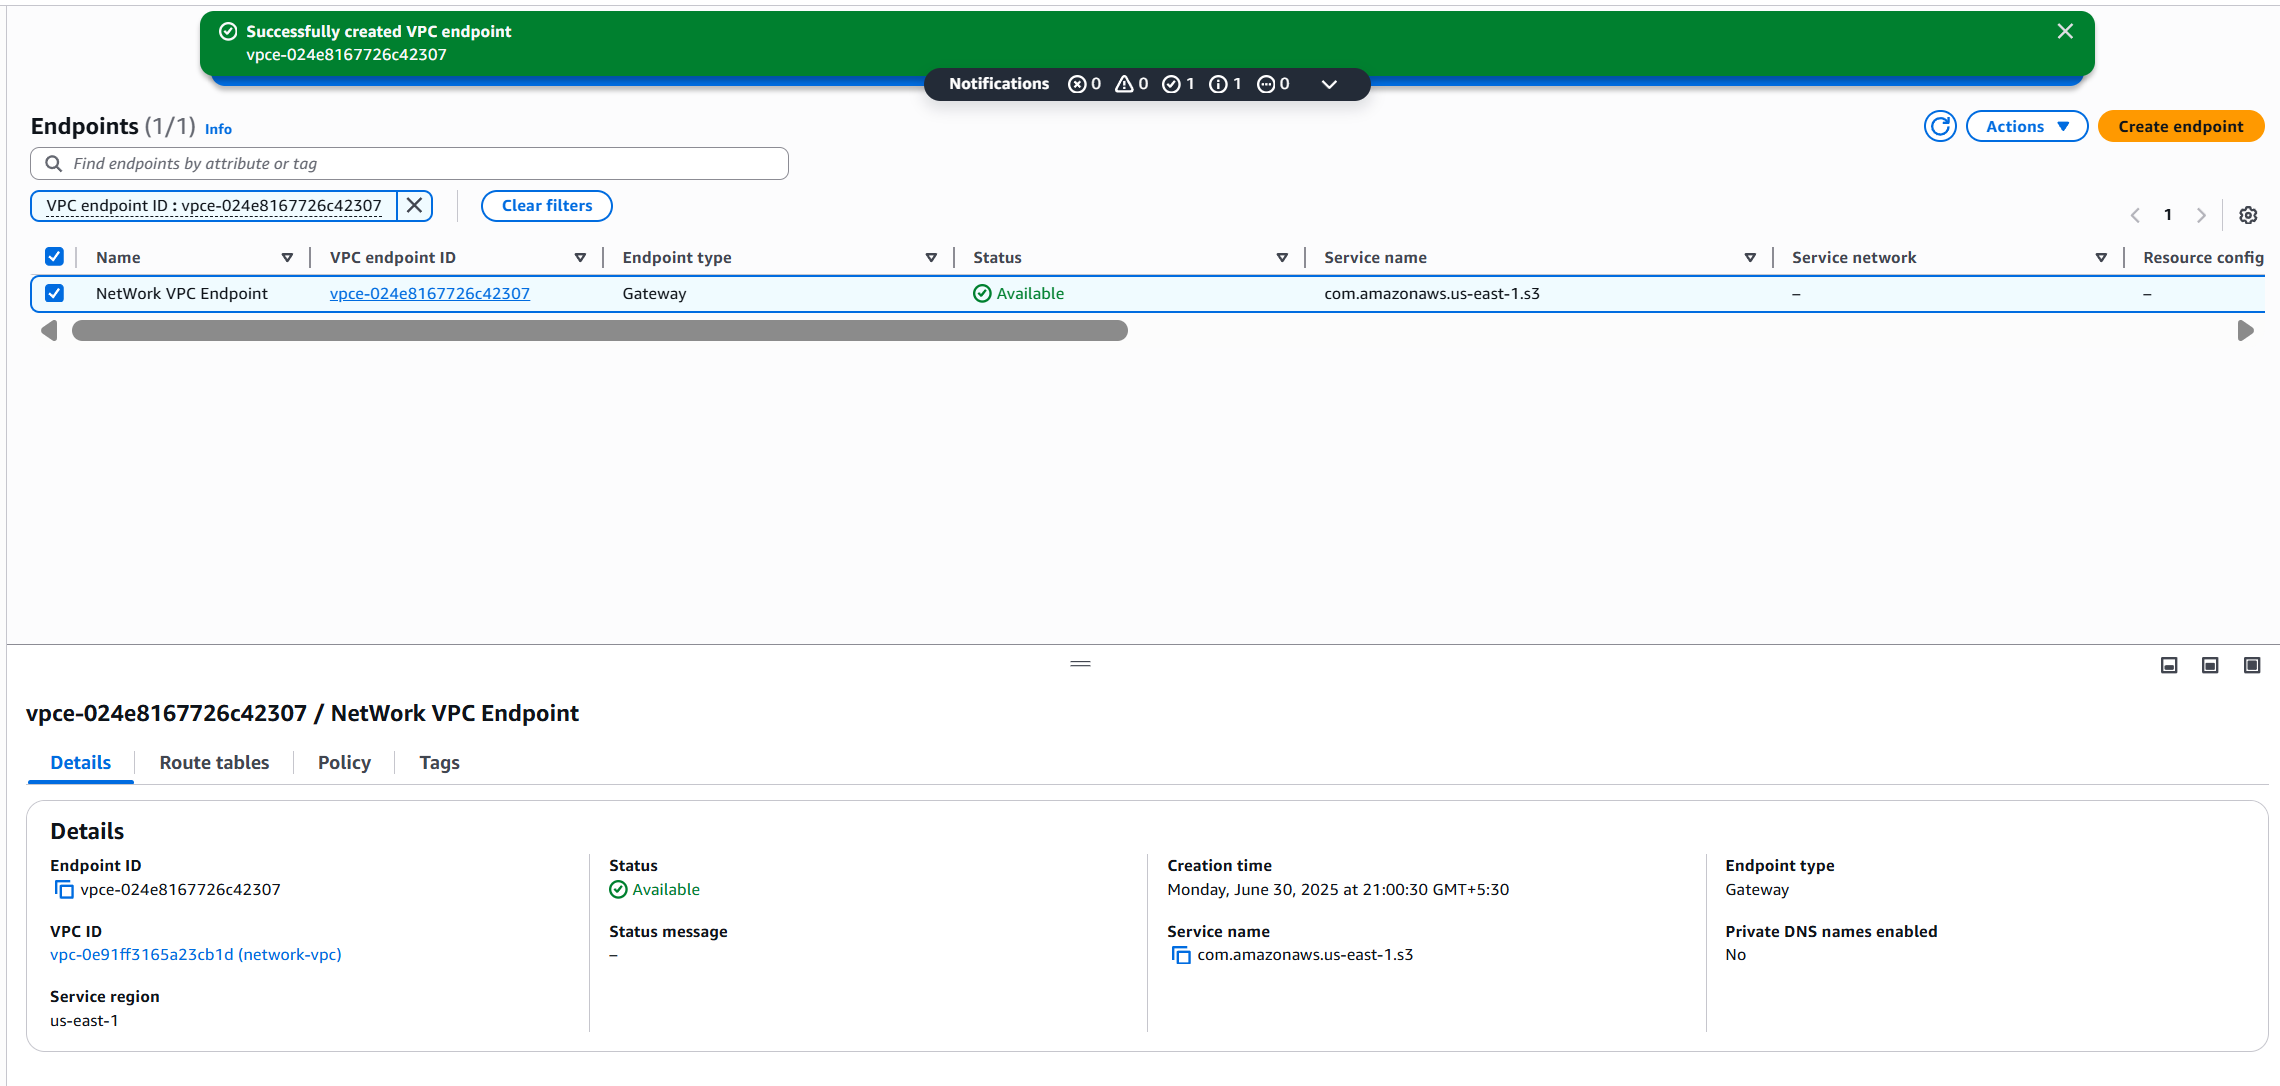 Successfully created VPC endpoint
vpce-024e8167726c42307
Notifications 0 0 1 1 0
Endpoints (1/1) Info
Actions Create endpoint
Find endpoints by attribute or tag
VPC endpoint ID : vpce-024e8167726c42307 Clear filters
1
Name VPC endpoint ID Endpoint type Status Service name Service network Resource config
NetWork VPC Endpoint vpce-024e8167726c42307 Gateway Available com.amazonaws.us-east-1.s3 – –
vpce-024e8167726c42307 / NetWork VPC Endpoint
Details Route tables Policy Tags
Details
Endpoint ID
vpce-024e8167726c42307
VPC ID
vpc-0e91ff3165a23cb1d (network-vpc)
Service region
us-east-1
Status
Available
Status message
–
Creation time
Monday, June 30, 2025 at 21:00:30 GMT+5:30
Service name
com.amazonaws.us-east-1.s3
Endpoint type
Gateway
Private DNS names enabled
No